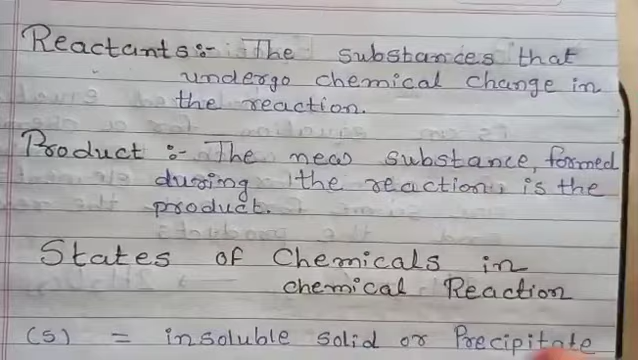 Reactants :- The substances that
undergo chemical change in
the reaction.
Product :- The new substance, formed
during the reaction, is the
product.
States of Chemicals in
chemical Reaction
(s) = insoluble solid or Precipitate